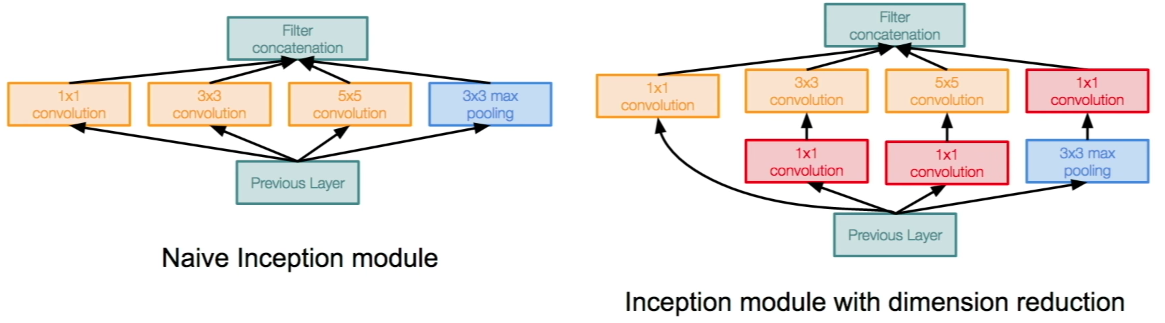 Filter
concatenation
1x1
convolution
3x3
convolution
5x5
convolution
3x3 max
pooling
Previous Layer
Naive Inception module
Filter
concatenation
1x1
convolution
3x3
convolution
5x5
convolution
1x1
convolution
1x1
convolution
1x1
convolution
3x3 max
pooling
Previous Layer
Inception module with dimension reduction